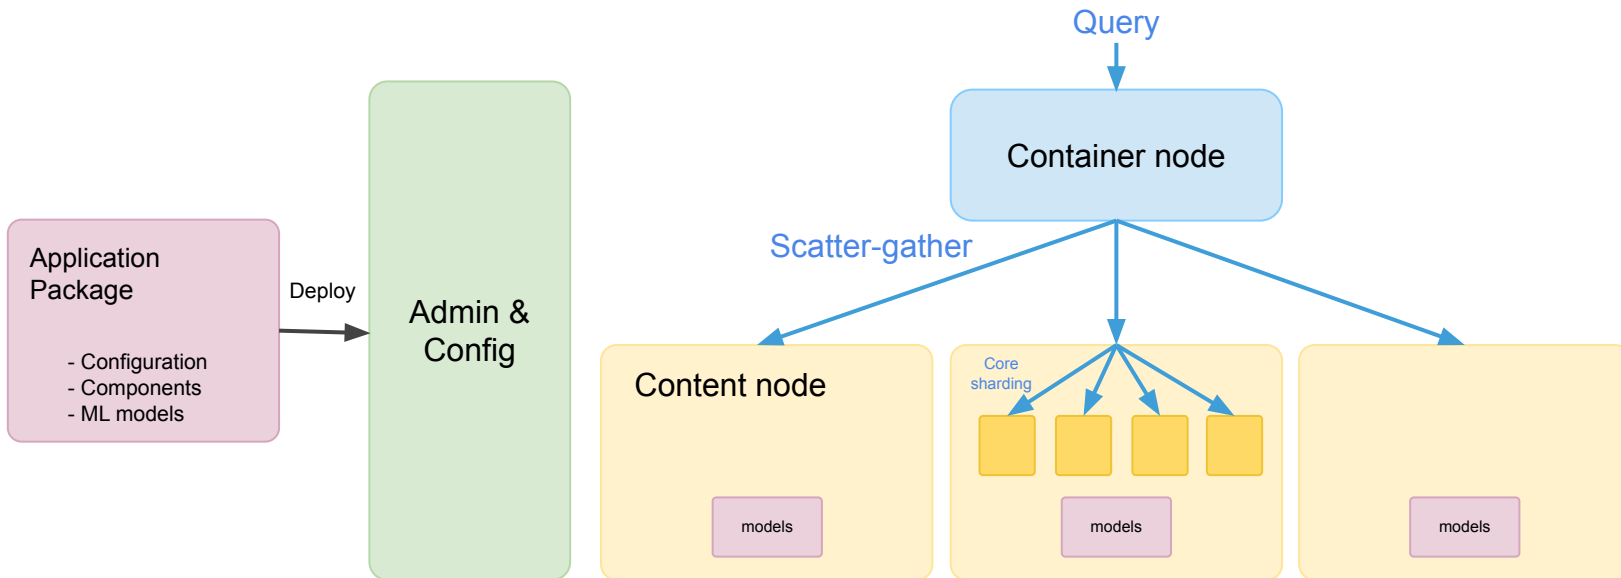 Query
Container node
Scatter-gather
Application
Package
- Configuration
- Components
- ML models
Deploy
Admin &
Config
Content node
Core
sharding
models
models
models